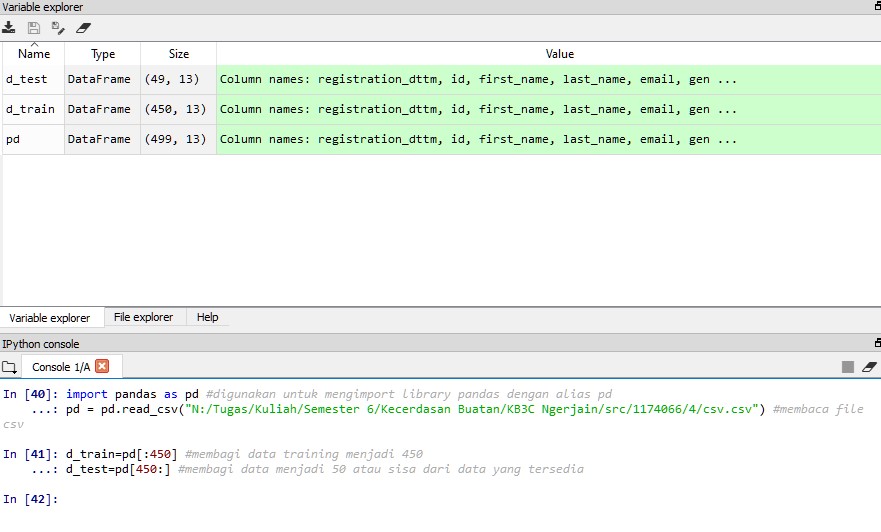 Variable explorer
Name Type Size Value
d_test DataFrame (49, 13) Column names: registration_dttm, id, first_name, last_name, email, gen ...
d_train DataFrame (450, 13) Column names: registration_dttm, id, first_name, last_name, email, gen ...
pd DataFrame (499, 13) Column names: registration_dttm, id, first_name, last_name, email, gen ...
Variable explorer File explorer Help
IPython console
Console 1/A
In [40]: import pandas as pd #digunakan untuk mengimport library pandas dengan alias pd
...: pd = pd.read_csv("N:/Tugas/Kuliah/Semester 6/Kecerdasan Buatan/KB3C Ngerjain/src/1174066/4/csv.csv") #membaca file
csv
In [41]: d_train=pd[:450] #membagi data training menjadi 450
...: d_test=pd[450:] #membagi data menjadi 50 atau sisa dari data yang tersedia
In [42]: